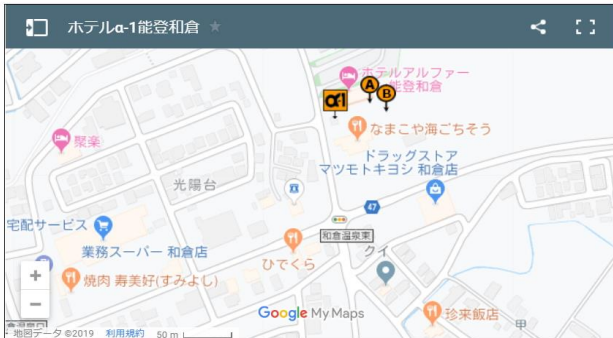 ホテルα-1能登和倉
ホテルアルファー
能登和倉
A
B
α-1
なまこや海ごちそう
聚楽
ドラッグストア
マツモトキヨシ 和倉店
光陽台
47
宅配サービス
和倉温泉東
クイ
業務スーパー 和倉店
ひでくら
焼肉 寿美好(すみよし)
+
−
Google My Maps
珍来飯店
甲
地図データ ©2019 利用規約 50 m